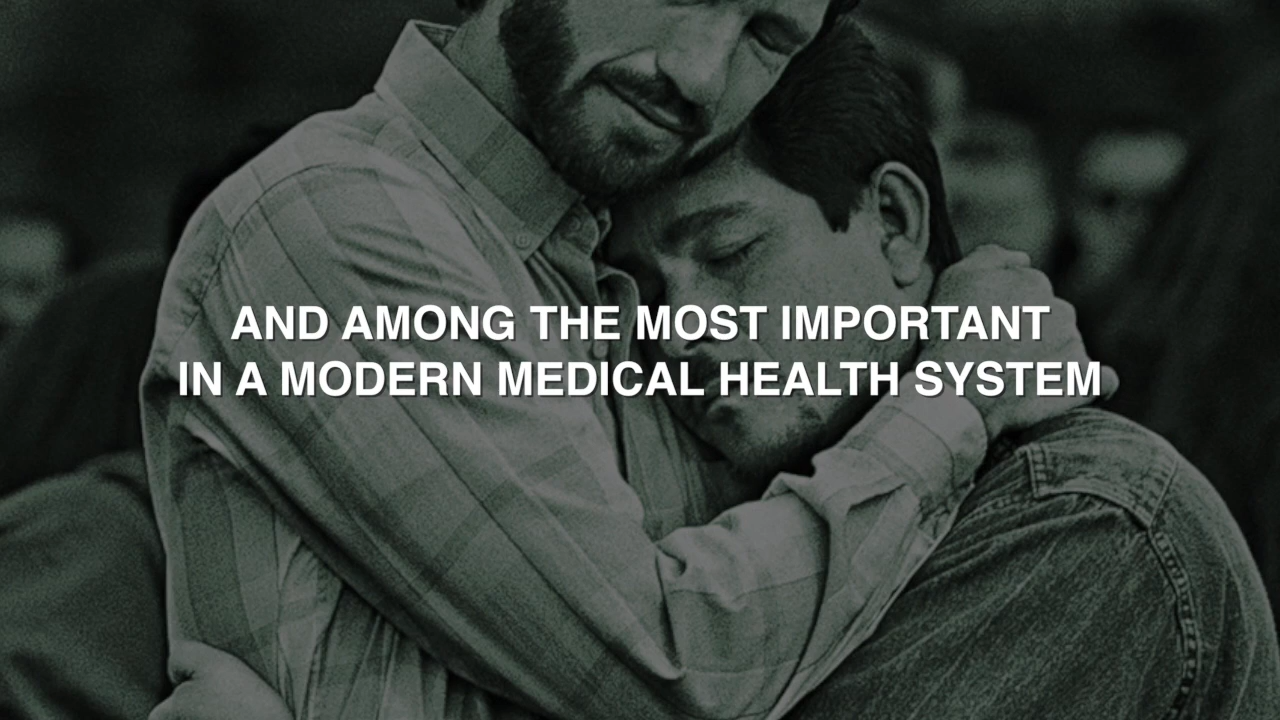 AND AMONG THE MOST IMPORTANT
IN A MODERN MEDICAL HEALTH SYSTEM